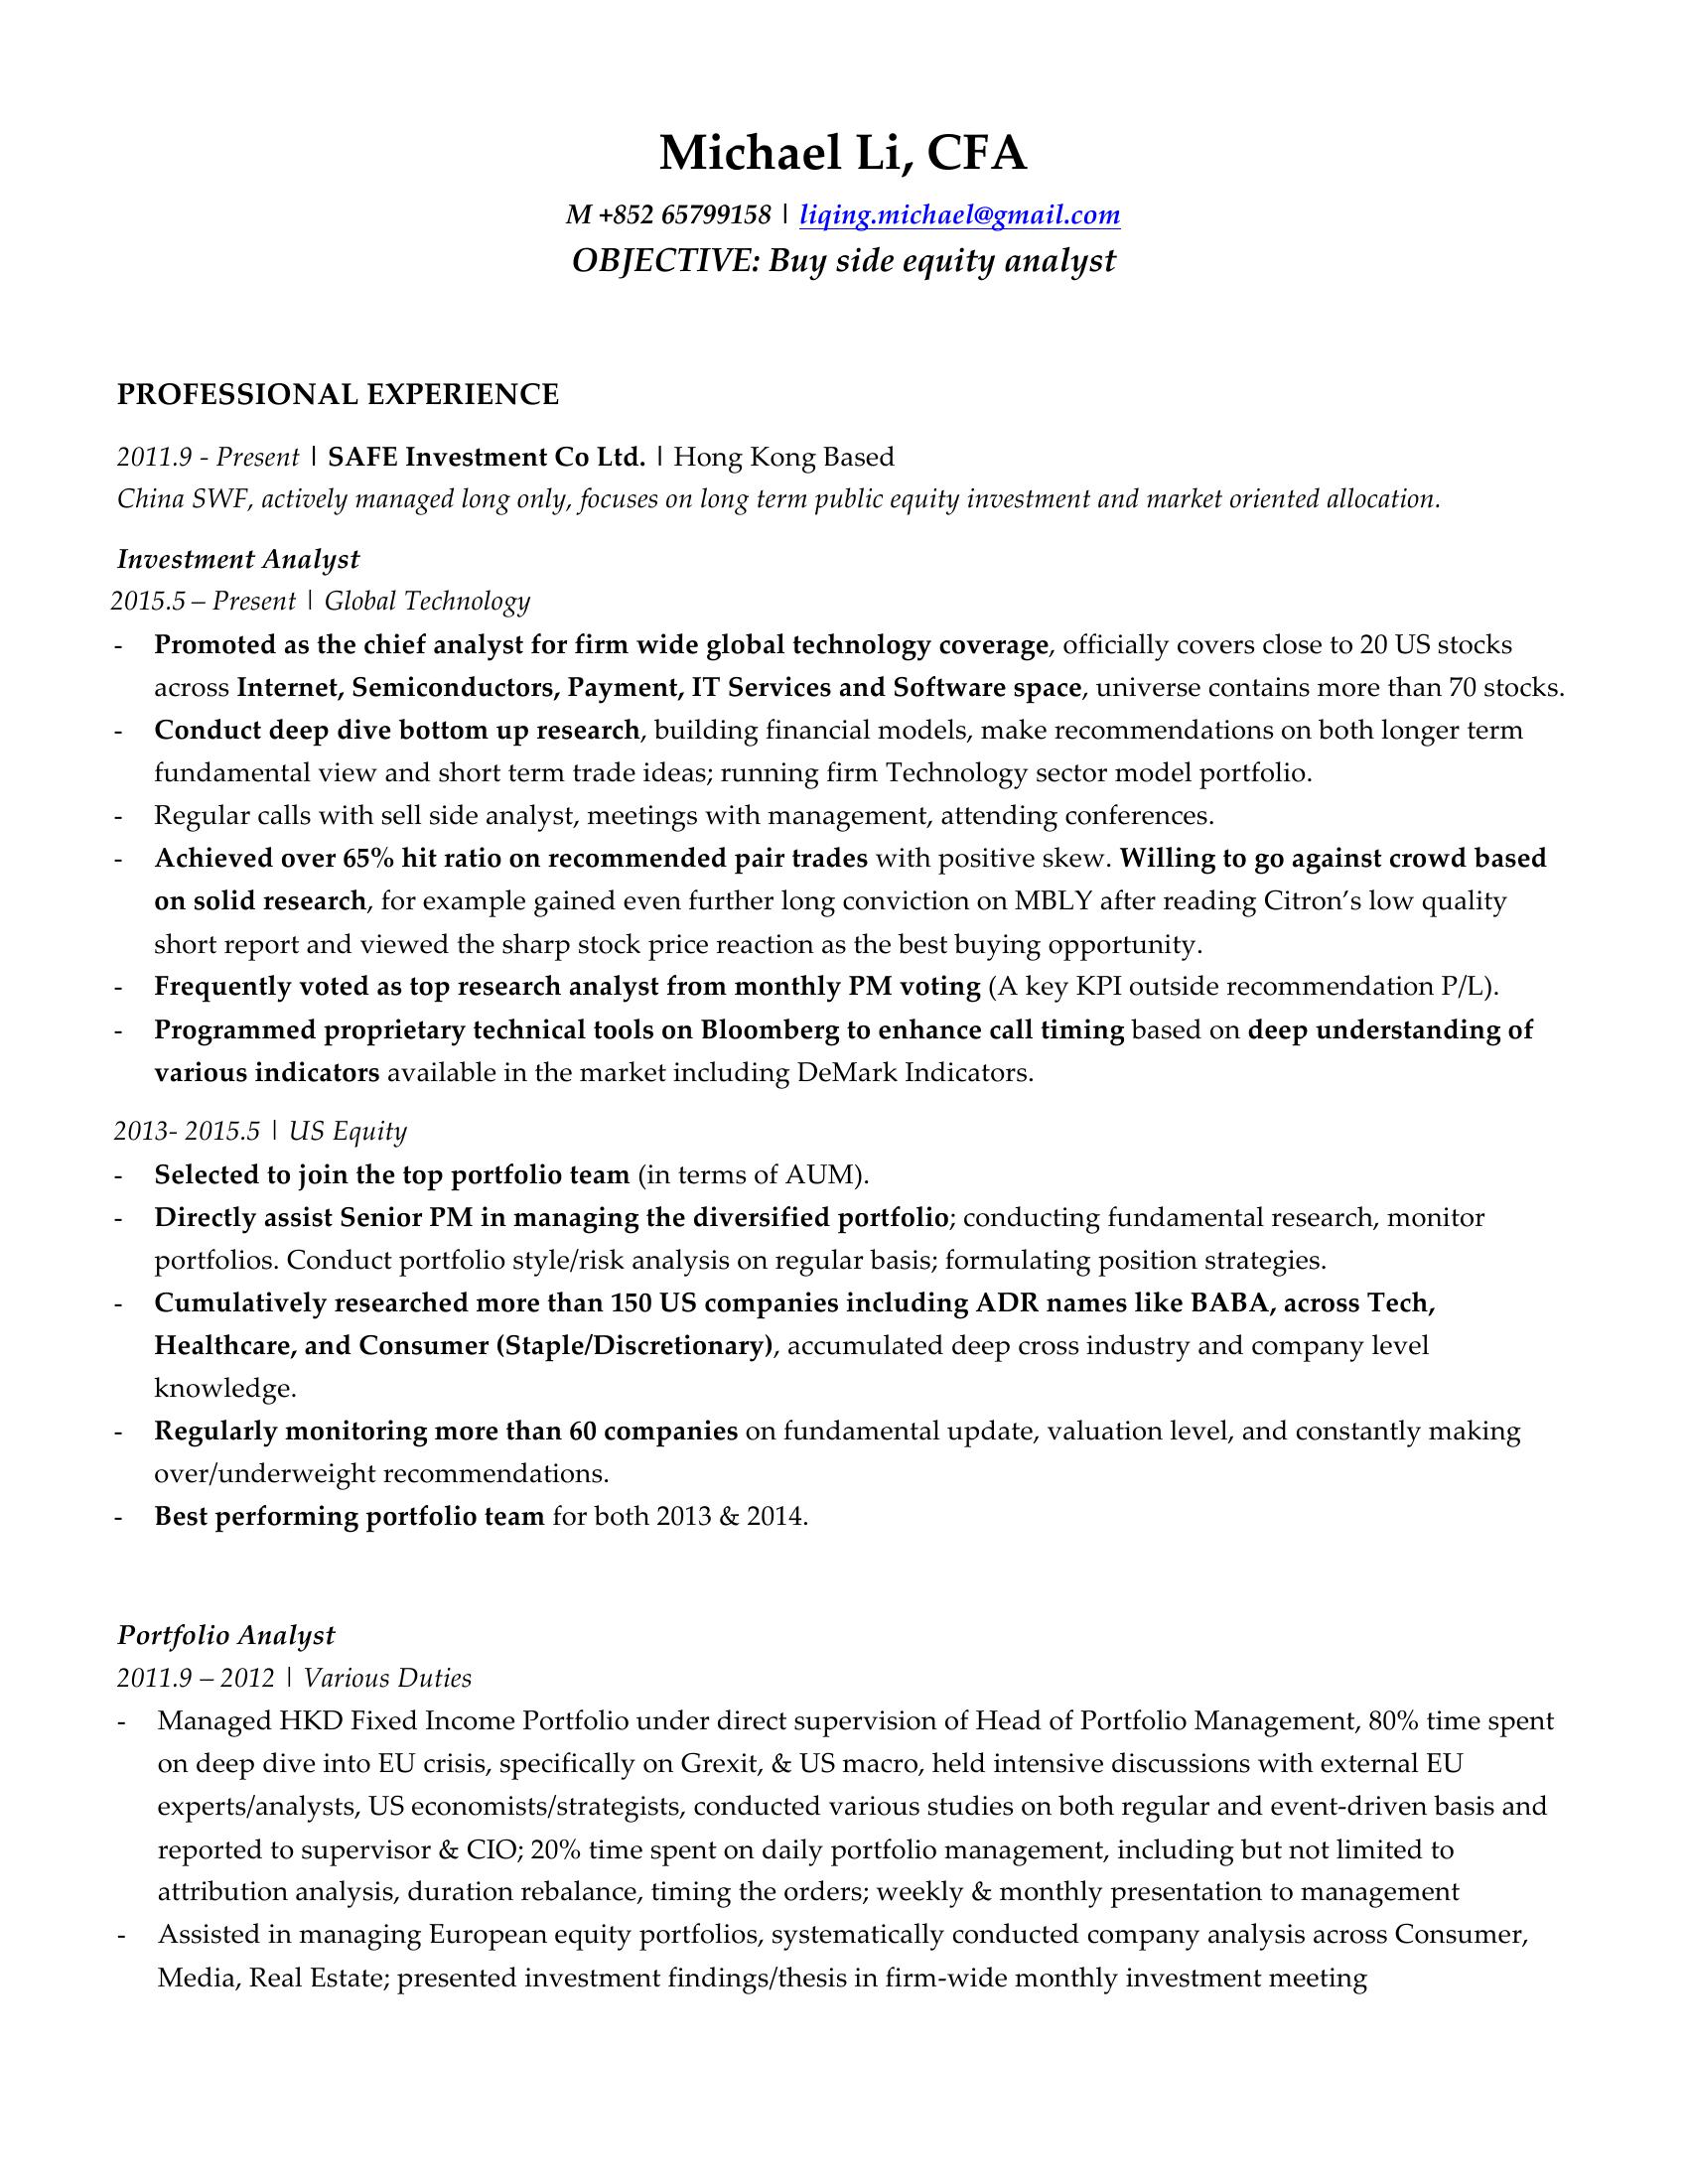 Michael Li, CFA
M +852 65799158 | liqing.michael@gmail.com
OBJECTIVE: Buy side equity analyst
PROFESSIONAL EXPERIENCE
2011.9 - Present | SAFE Investment Co Ltd. | Hong Kong Based
China SWF, actively managed long only, focuses on long term public equity investment and market oriented allocation.
Investment Analyst
2015.5 – Present | Global Technology
- Promoted as the chief analyst for firm wide global technology coverage, officially covers close to 20 US stocks
across Internet, Semiconductors, Payment, IT Services and Software space, universe contains more than 70 stocks.
- Conduct deep dive bottom up research, building financial models, make recommendations on both longer term
fundamental view and short term trade ideas; running firm Technology sector model portfolio.
- Regular calls with sell side analyst, meetings with management, attending conferences.
- Achieved over 65% hit ratio on recommended pair trades with positive skew. Willing to go against crowd based
on solid research, for example gained even further long conviction on MBLY after reading Citron’s low quality
short report and viewed the sharp stock price reaction as the best buying opportunity.
- Frequently voted as top research analyst from monthly PM voting (A key KPI outside recommendation P/L).
- Programmed proprietary technical tools on Bloomberg to enhance call timing based on deep understanding of
various indicators available in the market including DeMark Indicators.
2013- 2015.5 | US Equity
- Selected to join the top portfolio team (in terms of AUM).
- Directly assist Senior PM in managing the diversified portfolio; conducting fundamental research, monitor
portfolios. Conduct portfolio style/risk analysis on regular basis; formulating position strategies.
- Cumulatively researched more than 150 US companies including ADR names like BABA, across Tech,
Healthcare, and Consumer (Staple/Discretionary), accumulated deep cross industry and company level
knowledge.
- Regularly monitoring more than 60 companies on fundamental update, valuation level, and constantly making
over/underweight recommendations.
- Best performing portfolio team for both 2013 & 2014.
Portfolio Analyst
2011.9 – 2012 | Various Duties
- Managed HKD Fixed Income Portfolio under direct supervision of Head of Portfolio Management, 80% time spent
on deep dive into EU crisis, specifically on Grexit, & US macro, held intensive discussions with external EU
experts/analysts, US economists/strategists, conducted various studies on both regular and event-driven basis and
reported to supervisor & CIO; 20% time spent on daily portfolio management, including but not limited to
attribution analysis, duration rebalance, timing the orders; weekly & monthly presentation to management
- Assisted in managing European equity portfolios, systematically conducted company analysis across Consumer,
Media, Real Estate; presented investment findings/thesis in firm-wide monthly investment meeting